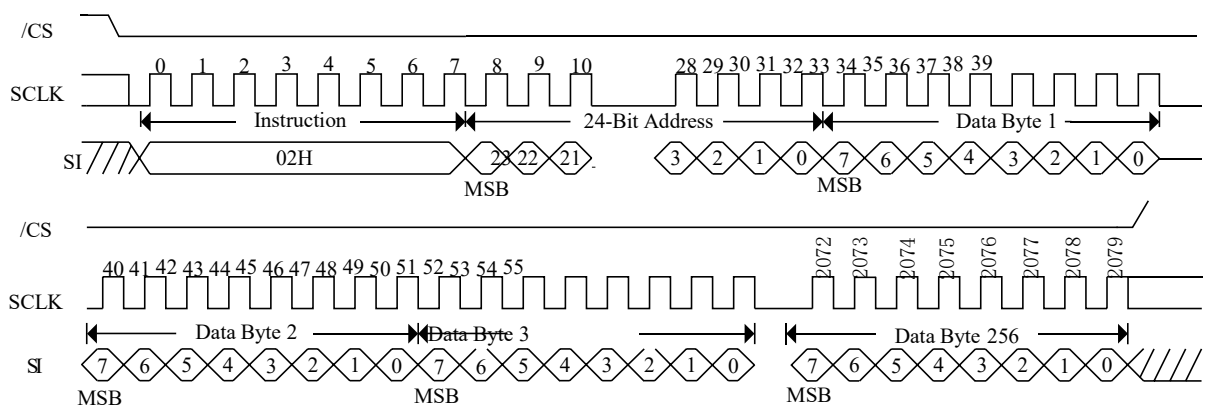 /CS
0 1 2 3 4 5 6 7 8 9 10 28 29 30 31 32 33 34 35 36 37 38 39
SCLK
Instruction 24-Bit Address Data Byte 1
SI 02H 23 22 21 3 2 1 0 7 6 5 4 3 2 1 0
MSB MSB
/CS
40 41 42 43 44 45 46 47 48 49 50 51 52 53 54 55 2072 2073 2074 2075 2076 2077 2078 2079
SCLK
Data Byte 2 Data Byte 3 Data Byte 256
SI 7 6 5 4 3 2 1 0 7 6 5 4 3 2 1 0 7 6 5 4 3 2 1 0
MSB MSB MSB